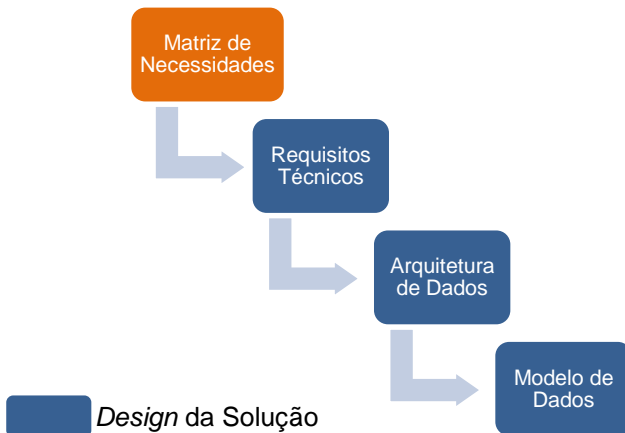 Matriz de
Necessidades
Requisitos
Técnicos
Arquitetura
de Dados
Modelo de
Dados
Design da Solução